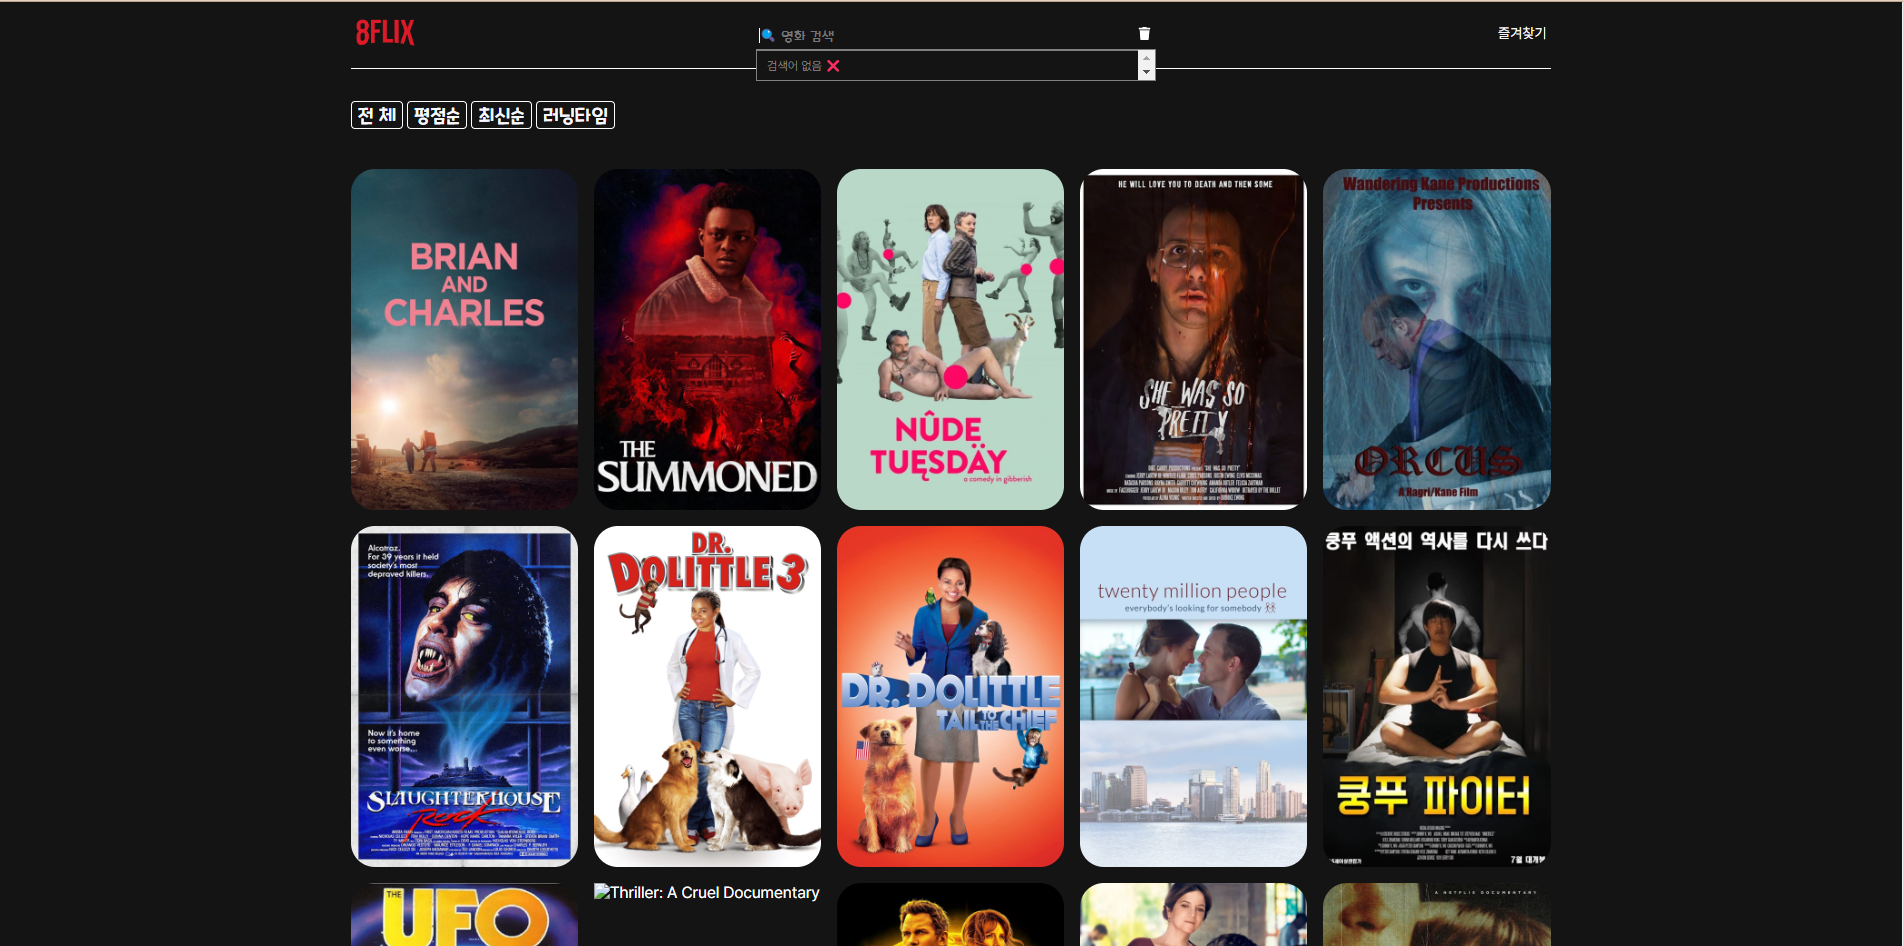 8FLIX
영화 검색
즐겨찾기
검색어 없음
전 체
평점순
최신순
러닝타임
BRIAN
AND
CHARLES
THE
SUMMONED
NÛDE
TUĘSDÄY
a comedy in gibberish
HE WILL LOVE YOU TO DEATH AND THEN SOME
SHE WAS SO
PRETTY
Wandering Kane Productions
Presents
ORCUS
A Ragri/Kane Film
Alcatraz.
For 39 years it held
society's most
depraved killers.
Now it's home
to something
even worse...
SLAUGHTERHOUSE
Rock
DR.
DOLITTLE 3
DR. DOLITTLE
TAIL TO THE CHIEF
twenty million people
everybody's looking for somebody
쿵푸 액션의 역사를 다시 쓰다
쿵푸 파이터
7월 대개봉
THE
UFO
Thriller: A Cruel Documentary
A NETFLIX DOCUMENTARY